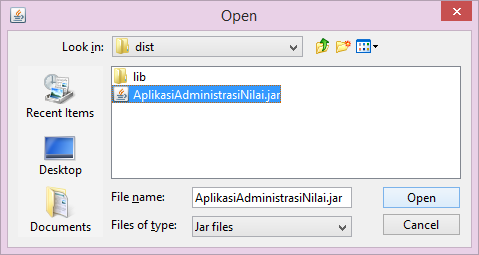 Open
Look in: dist
Recent Items
Desktop
Documents
lib
AplikasiAdministrasiNilai.jar
File name: AplikasiAdministrasiNilai.jar Open
Files of type: Jar files Cancel